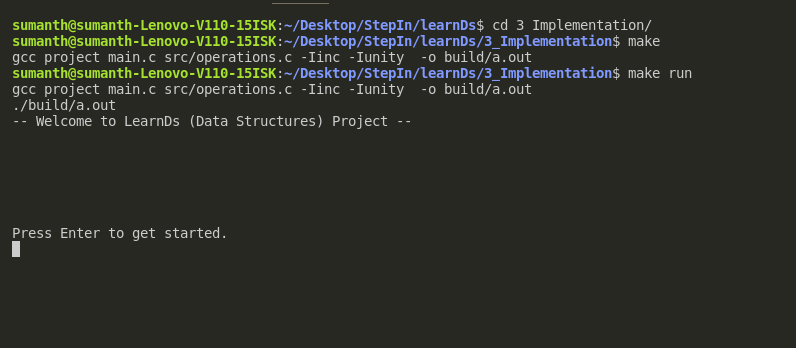 sumanth@sumanth-Lenovo-V110-15ISK:~/Desktop/StepIn/learnDs$ cd 3 Implementation/
sumanth@sumanth-Lenovo-V110-15ISK:~/Desktop/StepIn/learnDs/3_Implementation$ make
gcc project main.c src/operations.c -Iinc -Iunity  -o build/a.out
sumanth@sumanth-Lenovo-V110-15ISK:~/Desktop/StepIn/learnDs/3_Implementation$ make run
gcc project main.c src/operations.c -Iinc -Iunity  -o build/a.out
./build/a.out
-- Welcome to LearnDs (Data Structures) Project --
Press Enter to get started.